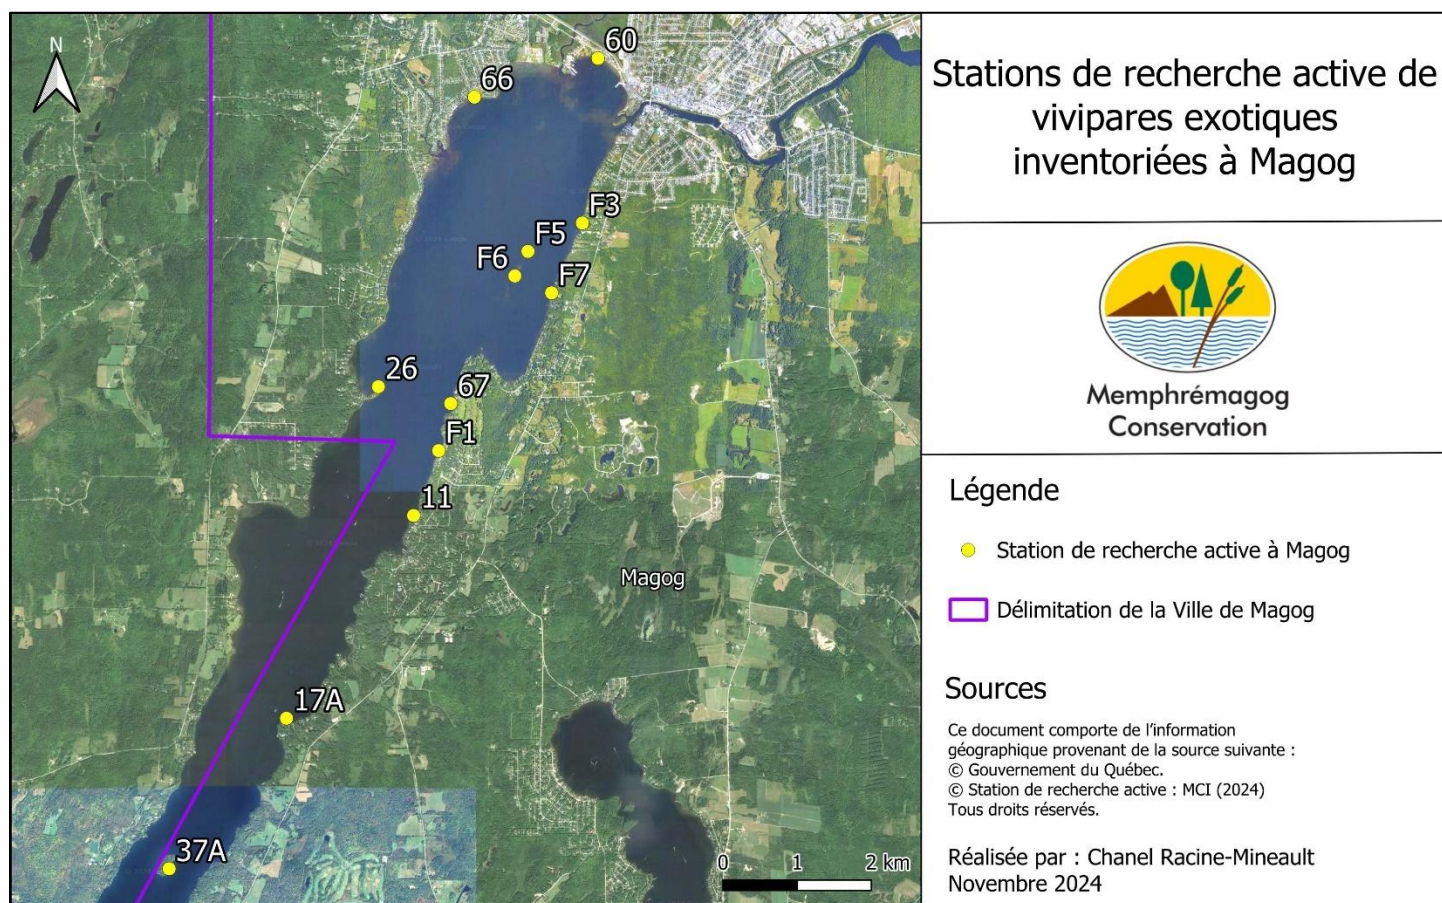 N
60
66
F3
F5
F6
F7
26
67
F1
11
Magog
17A
37A
0 1 2 km
Stations de recherche active de
vivipares exotiques
inventoriées à Magog
Memphrémagog
Conservation
Légende
Station de recherche active à Magog
Délimitation de la Ville de Magog
Sources
Ce document comporte de l'information
géographique provenant de la source suivante :
© Gouvernement du Québec.
© Station de recherche active : MCI (2024)
Tous droits réservés.
Réalisée par : Chanel Racine-Mineault
Novembre 2024